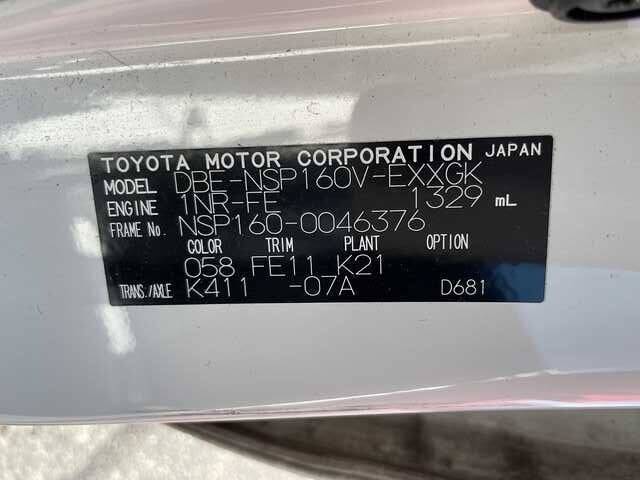 TOYOTA MOTOR CORPORATION JAPAN
MODEL DBE-NSP160V-EXXGK
ENGINE 1NR-FE 1329 mL
FRAME No. NSP160-0046376
COLOR TRIM PLANT OPTION
058 FE11 K21
TRANS./AXLE K411 -07A D681